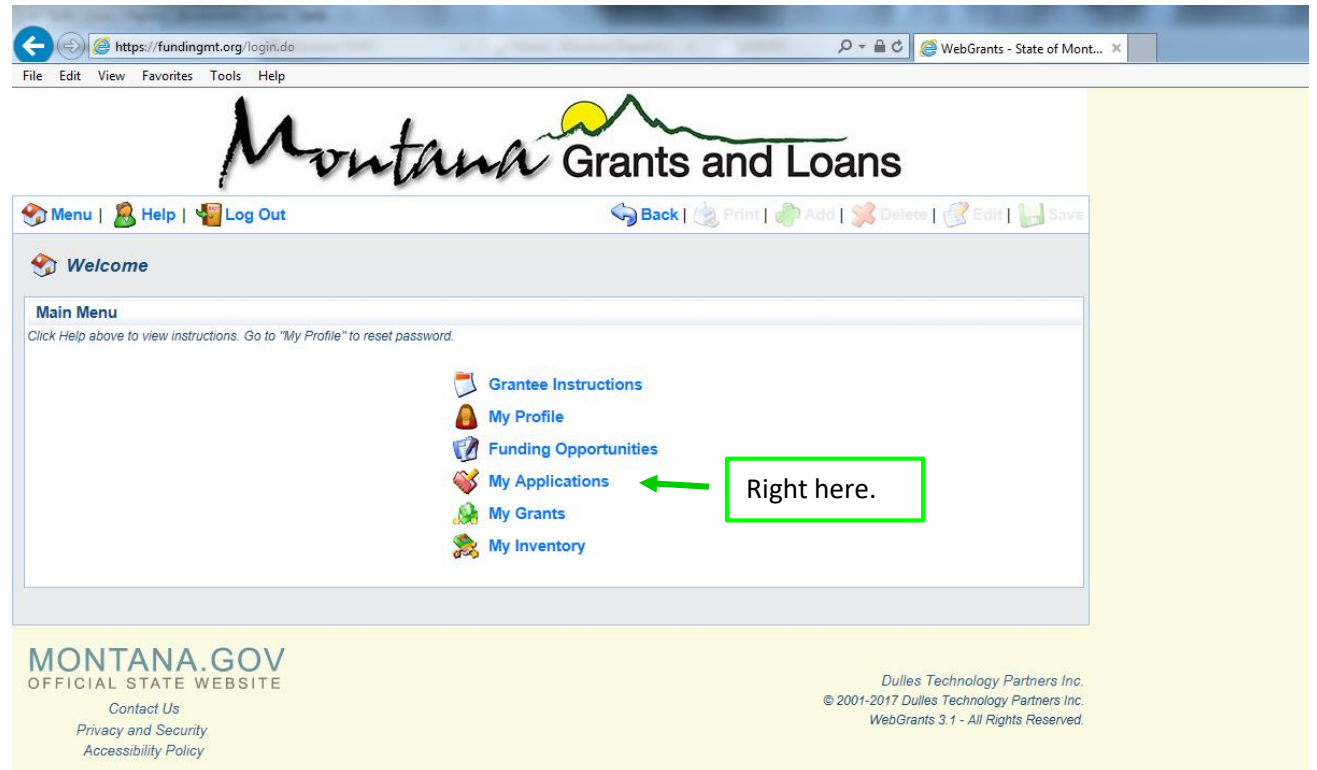 https://fundingmt.org/login.do
WebGrants - State of Mont...
File Edit View Favorites Tools Help
Montana Grants and Loans
Menu | Help | Log Out
Back | Print | Add | Delete | Edit | Save
Welcome
Main Menu
Click Help above to view instructions. Go to "My Profile" to reset password.
Grantee Instructions
My Profile
Funding Opportunities
My Applications
Right here.
My Grants
My Inventory
MONTANA.GOV
OFFICIAL STATE WEBSITE
Contact Us
Privacy and Security
Accessibility Policy
Dulles Technology Partners Inc.
© 2001-2017 Dulles Technology Partners Inc.
WebGrants 3.1 - All Rights Reserved.